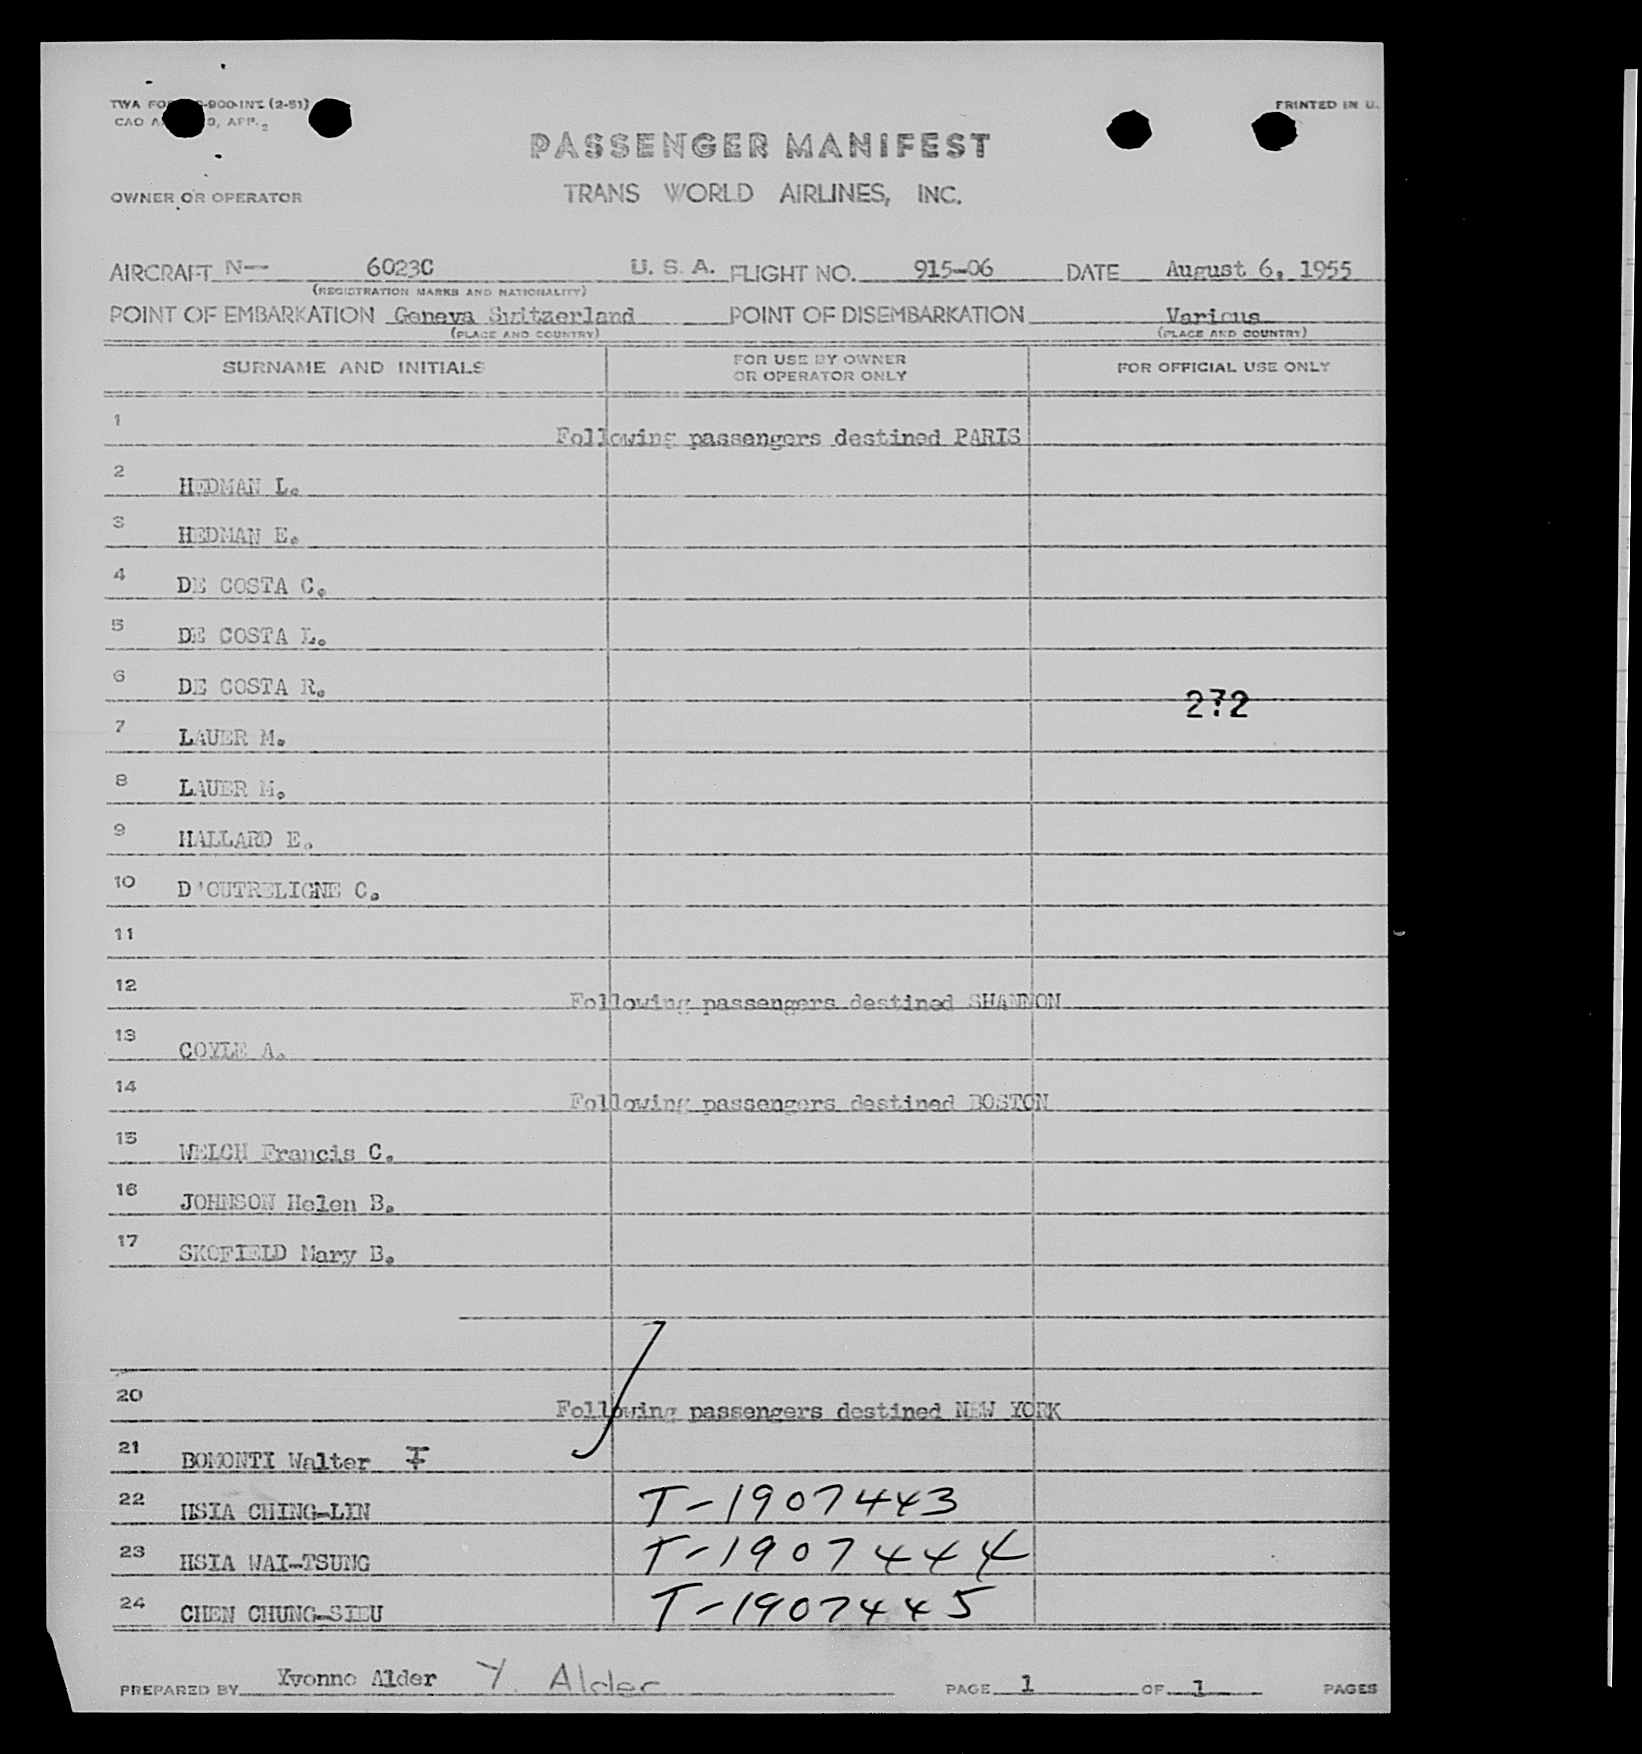 TWA FO -900-INT. (2-51)
PRINTED IN U.
CAO A 9, AFP. 2
PASSENGER MANIFEST
OWNER OR OPERATOR
TRANS WORLD AIRLINES, INC.
AIRCRAFT N— 6023C U. S. A. FLIGHT NO. 915-06 DATE August 6, 1955
(REGISTRATION MARKS AND NATIONALITY)
POINT OF EMBARKATION Geneva Switzerland POINT OF DISEMBARKATION Various
(PLACE AND COUNTRY) (PLACE AND COUNTRY)
SURNAME AND INITIALS FOR USE BY OWNER OR OPERATOR ONLY FOR OFFICIAL USE ONLY
1 Following passengers destined PARIS
2 HEDMAN L.
3 HEDMAN E.
4 DE COSTA C.
5 DE COSTA L.
6 DE COSTA R.
272
7 LAUER M.
8 LAUER M.
9 HALLARD E.
10 D'OUTRELIGNE C.
11
12 Following passengers destined SHANNON
13 COYLE A.
14 Following passengers destined BOSTON
15 WELCH Francis C.
16 JOHNSON Helen B.
17 SKOFIELD Mary B.
20 Following passengers destined NEW YORK
21 BOMONTI Walter
22 HSIA CHING-LIN T-1907443
23 HSIA WAI-TSUNG T-1907444
24 CHEN CHUNG-SIEU T-1907445
PREPARED BY Yvonne Alder Y. Alder PAGE 1 OF 1 PAGES